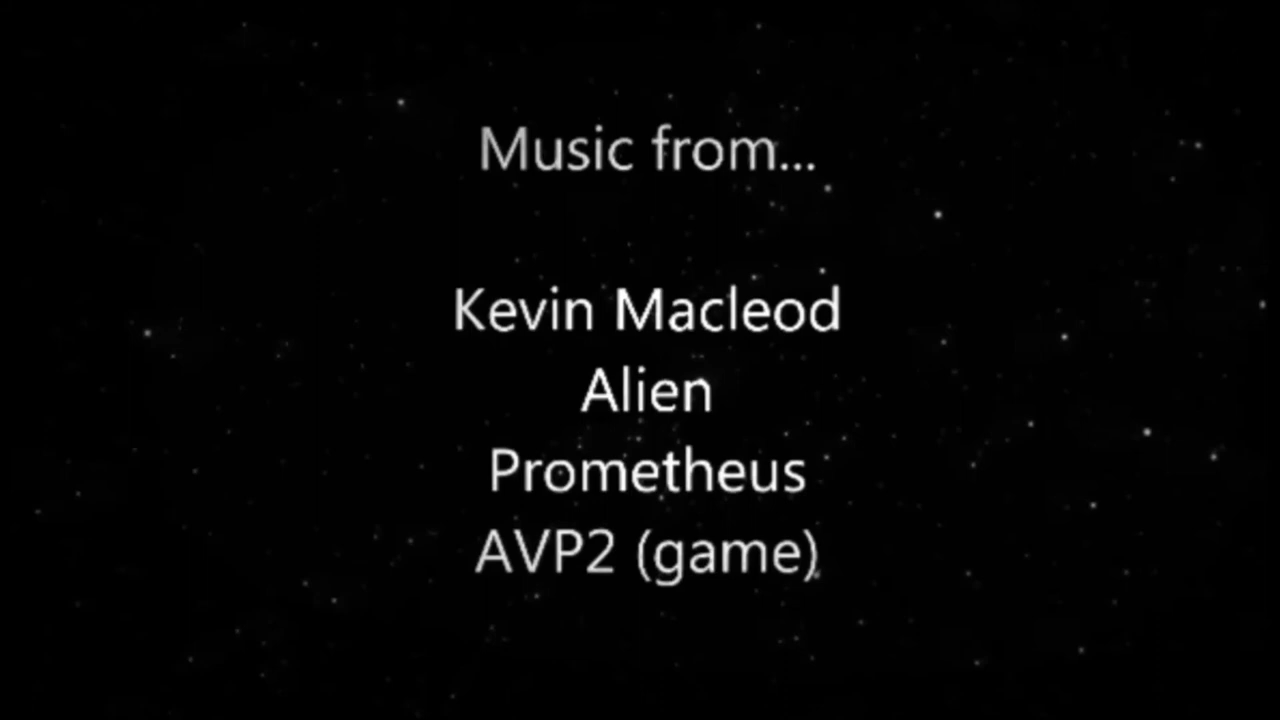 Music from...
Kevin Macleod
Alien
Prometheus
AVP2 (game)